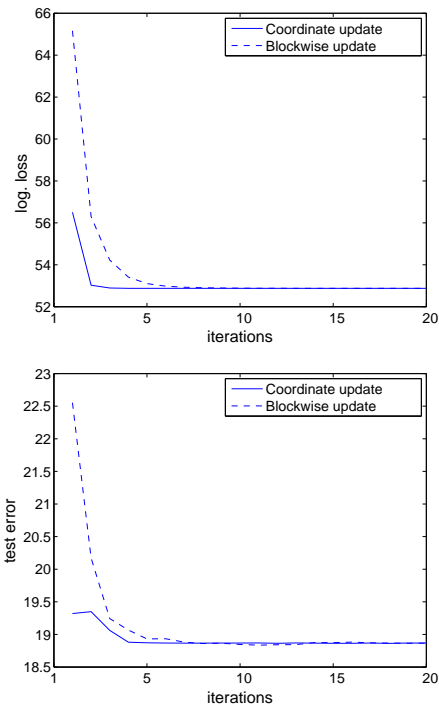 66
64
62
60
58
56
54
52
log. loss
Coordinate update
Blockwise update
1 5 10 15 20
iterations
23
22.5
22
21.5
21
20.5
20
19.5
19
18.5
test error
Coordinate update
Blockwise update
1 5 10 15 20
iterations